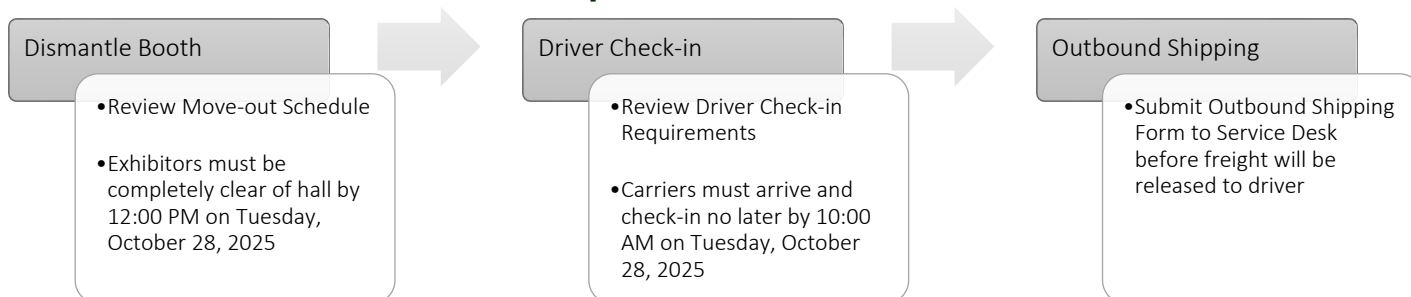 Dismantle Booth
•Review Move-out Schedule
•Exhibitors must be
completely clear of hall by
12:00 PM on Tuesday,
October 28, 2025
Driver Check-in
•Review Driver Check-in
Requirements
•Carriers must arrive and
check-in no later by 10:00
AM on Tuesday, October
28, 2025
Outbound Shipping
•Submit Outbound Shipping
Form to Service Desk
before freight will be
released to driver